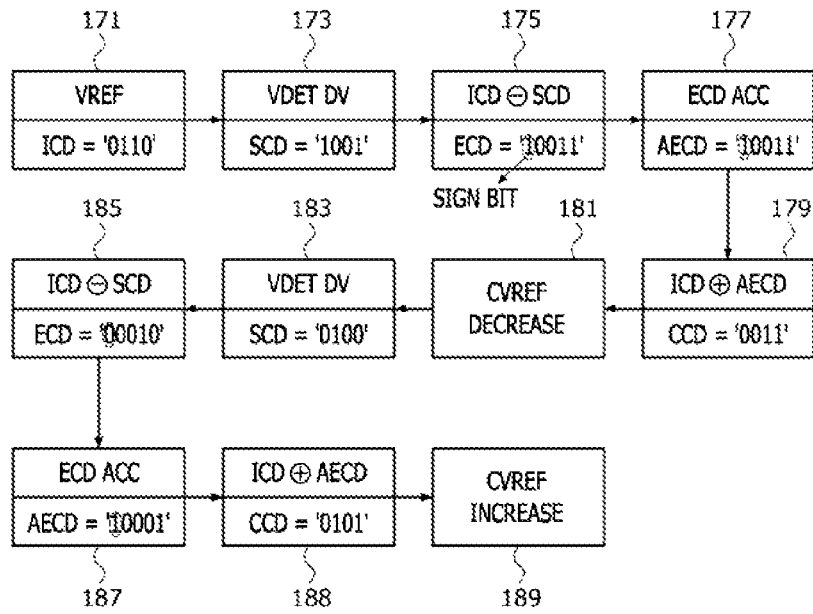 171 173 175 177
VREF VDET DV ICD ⊖ SCD ECD ACC
ICD = '0110' SCD = '1001' ECD = '10011' AECD = '10011'
SIGN BIT
185 183 181 179
ICD ⊖ SCD VDET DV CVREF DECREASE ICD ⊕ AECD
ECD = '00010' SCD = '0100' CCD = '0011'
ECD ACC ICD ⊕ AECD CVREF INCREASE
AECD = '10001' CCD = '0101'
187 188 189